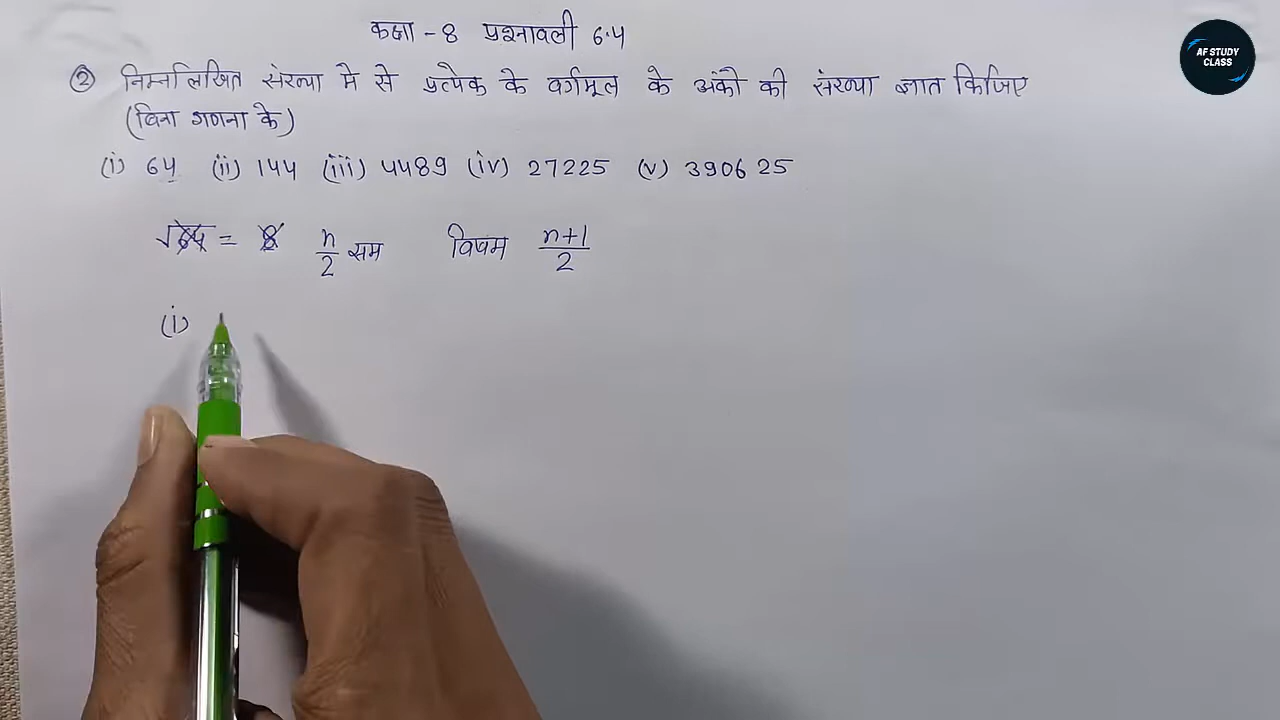 कक्षा - 8 प्रश्नावली 6.4
AF STUDY
CLASS
② निम्नलिखित संख्या मे से प्रत्येक के वर्गमूल के अंको की संख्या ज्ञात किजिए
(बिना गणना के)
(i) 64 (ii) 144 (iii) 4489 (iv) 27225 (v) 390625
√64 = 8 n/2 सम विषम n+1/2
(i)